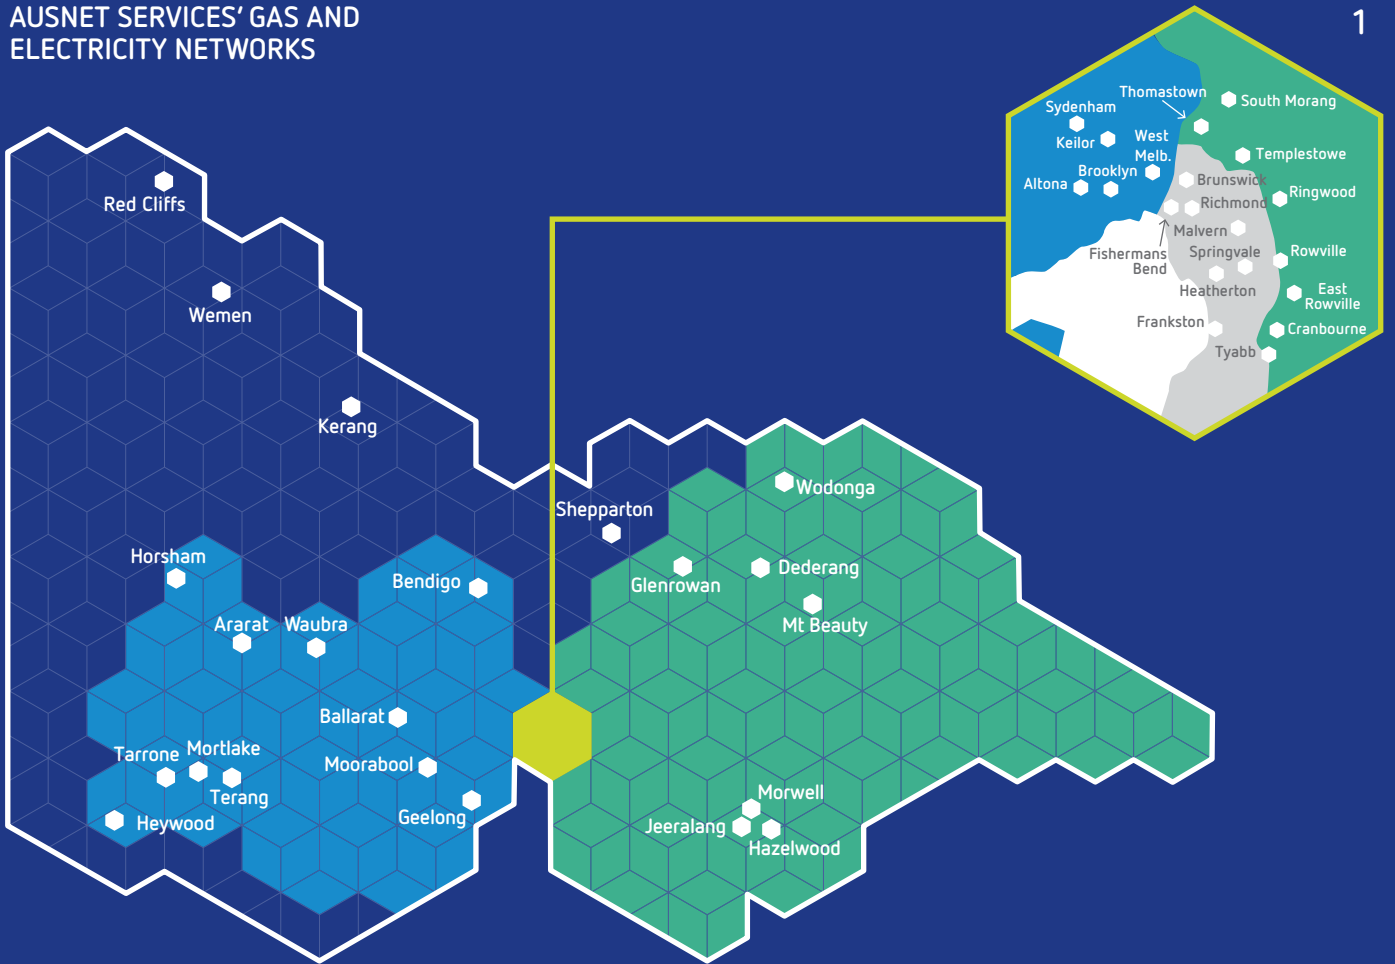 AUSNET SERVICES’ GAS AND
ELECTRICITY NETWORKS
1
Thomastown
South Morang
Sydenham
Keilor
West
Melb.
Templestowe
Brooklyn
Altona
Brunswick
Ringwood
Richmond
Malvern
Fishermans
Bend
Springvale
Rowville
Heatherton
East
Rowville
Frankston
Cranbourne
Tyabb
Red Cliffs
Wemen
Kerang
Shepparton
Wodonga
Horsham
Bendigo
Glenrowan
Dederang
Mt Beauty
Ararat
Waubra
Ballarat
Tarrone
Mortlake
Moorabool
Terang
Heywood
Geelong
Morwell
Jeeralang
Hazelwood